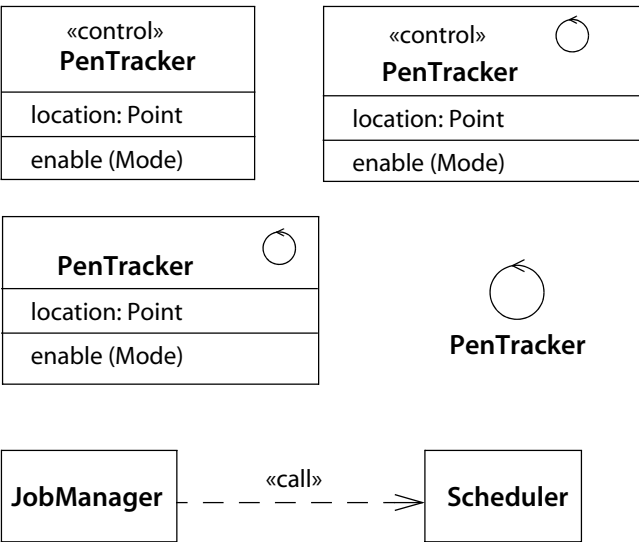 «control»
PenTracker
location: Point
enable (Mode)
«control»
PenTracker
location: Point
enable (Mode)
PenTracker
location: Point
enable (Mode)
PenTracker
JobManager
«call»
Scheduler